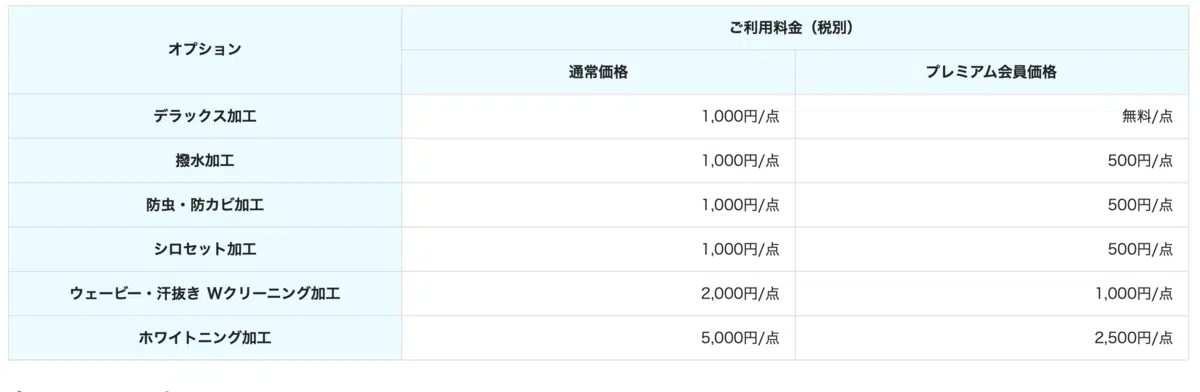 オプション
ご利用料金（税別）
通常価格
プレミアム会員価格
デラックス加工
1,000円/点
無料/点
撥水加工
1,000円/点
500円/点
防虫・防カビ加工
1,000円/点
500円/点
シロセット加工
1,000円/点
500円/点
ウェービー・汗抜き Wクリーニング加工
2,000円/点
1,000円/点
ホワイトニング加工
5,000円/点
2,500円/点